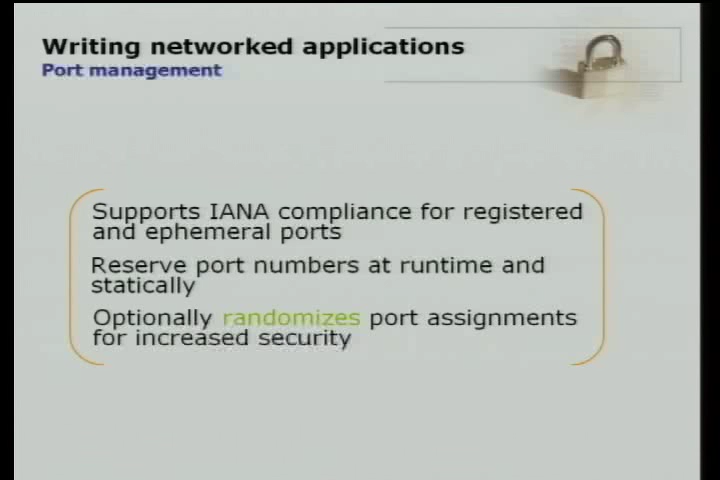 Writing networked applications
Port management
Supports IANA compliance for registered
and ephemeral ports
Reserve port numbers at runtime and
statically
Optionally randomizes port assignments
for increased security